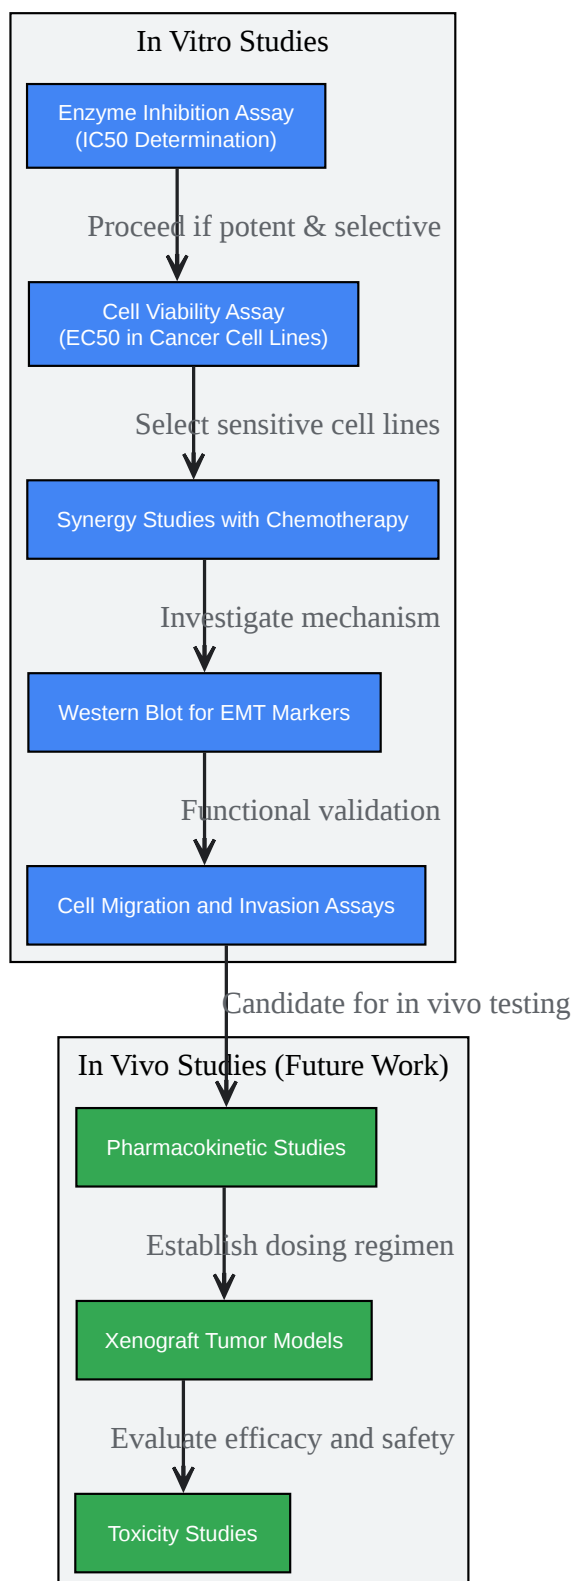 In Vitro Studies
Enzyme Inhibition Assay
(IC50 Determination)
Proceed if potent & selective
Cell Viability Assay
(EC50 in Cancer Cell Lines)
Select sensitive cell lines
Synergy Studies with Chemotherapy
Investigate mechanism
Western Blot for EMT Markers
Functional validation
Cell Migration and Invasion Assays
Candidate for in vivo testing
In Vivo Studies (Future Work)
Pharmacokinetic Studies
Establish dosing regimen
Xenograft Tumor Models
Evaluate efficacy and safety
Toxicity Studies